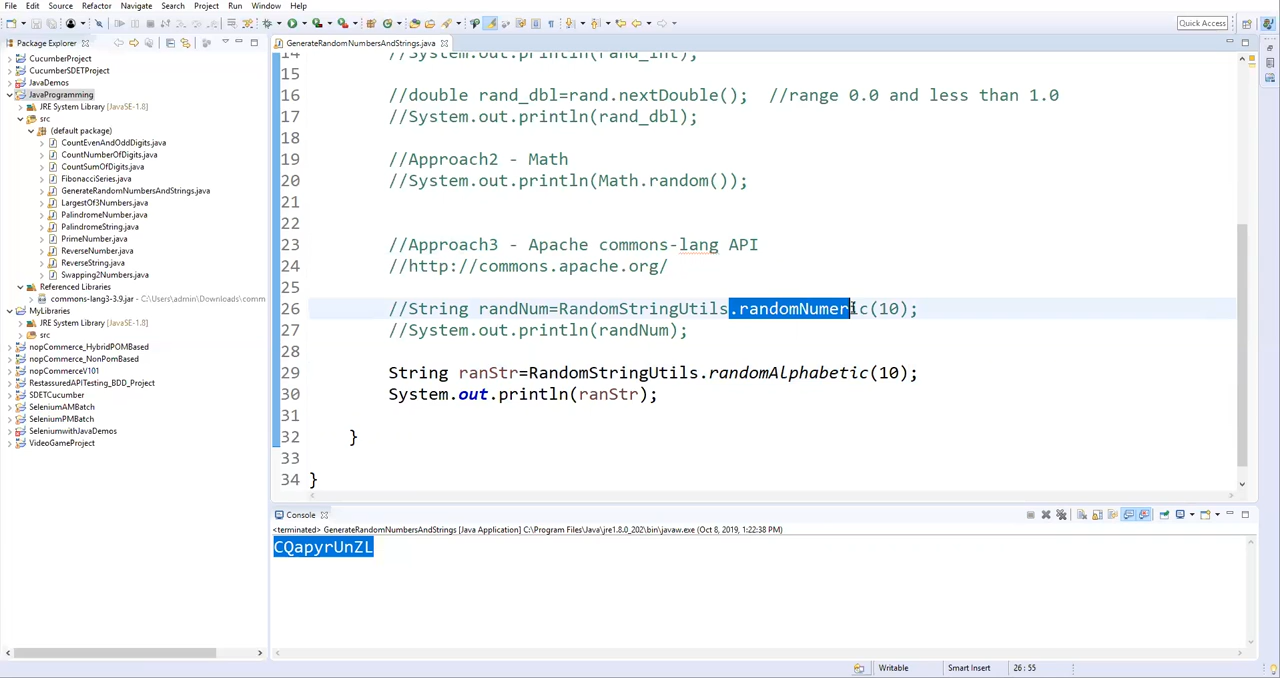 File Edit Source Refactor Navigate Search Project Run Window Help
Quick Access
Package Explorer
GenerateRandomNumbersAndStrings.java
CucumberProject
CucumberSDETProject
JavaDemos
JavaProgramming
JRE System Library [JavaSE-1.8]
src
(default package)
CountEvenAndOddDigits.java
CountNumberOfDigits.java
CountSumOfDigits.java
FibonacciSeries.java
GenerateRandomNumbersAndStrings.java
LargestOf3Numbers.java
PalindromeNumber.java
PalindromeString.java
PrimeNumber.java
ReverseNumber.java
ReverseString.java
Swapping2Numbers.java
Referenced Libraries
commons-lang3-3.9.jar - C:\Users\admin\Downloads\comm
MyLibraries
JRE System Library [JavaSE-1.8]
src
nopCommerce_HybridPOMBased
nopCommerce_NonPomBased
nopCommerceV101
RestassuredAPITesting_BDD_Project
SDETCucumber
SeleniumAMBatch
SeleniumPMBatch
SeleniumwithJavaDemos
VideoGameProject
14 //System.out.println(rand_int);
15
16 //double rand_dbl=rand.nextDouble(); //range 0.0 and less than 1.0
17 //System.out.println(rand_dbl);
18
19 //Approach2 - Math
20 //System.out.println(Math.random());
21
22
23 //Approach3 - Apache commons-lang API
24 //http://commons.apache.org/
25
26 //String randNum=RandomStringUtils.randomNumeric(10);
27 //System.out.println(randNum);
28
29 String ranStr=RandomStringUtils.randomAlphabetic(10);
30 System.out.println(ranStr);
31
32 }
33
34 }
Console
<terminated> GenerateRandomNumbersAndStrings [Java Application] C:\Program Files\Java\jre1.8.0_202\bin\javaw.exe (Oct 8, 2019, 1:22:38 PM)
CQapyrUnZL
Writable Smart Insert 26 : 55